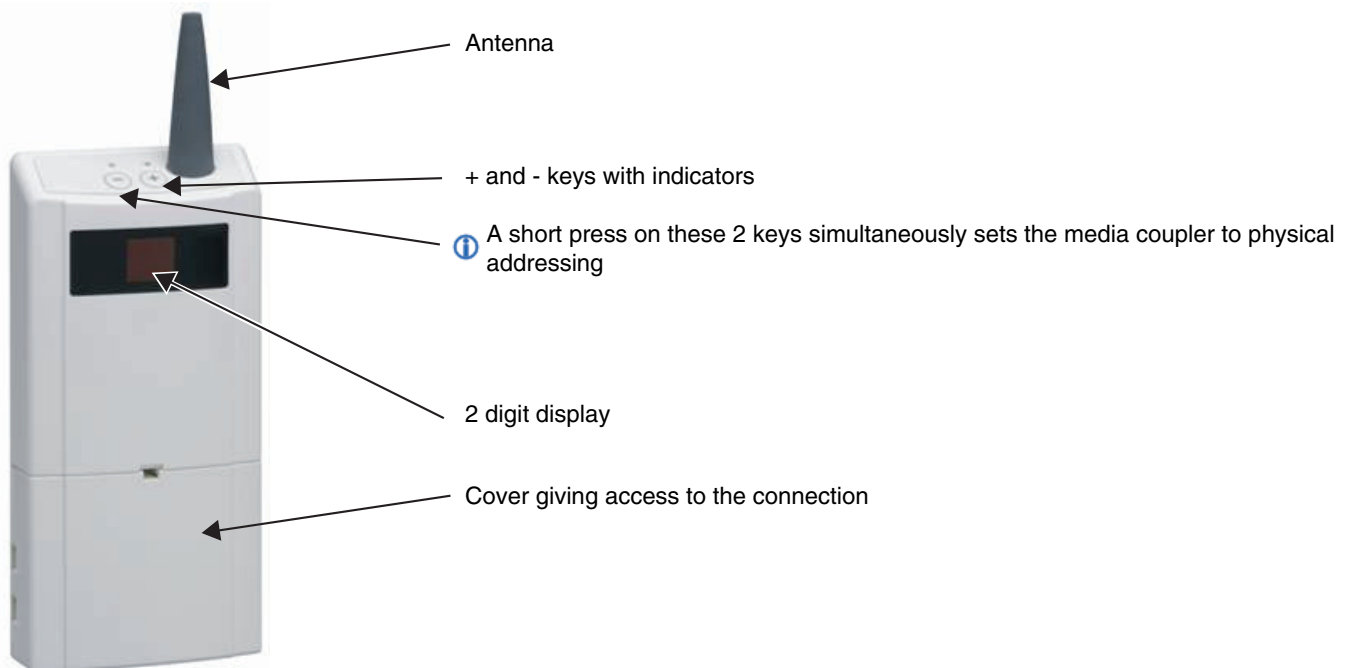 Antenna
+ and - keys with indicators
A short press on these 2 keys simultaneously sets the media coupler to physical
addressing
2 digit display
Cover giving access to the connection